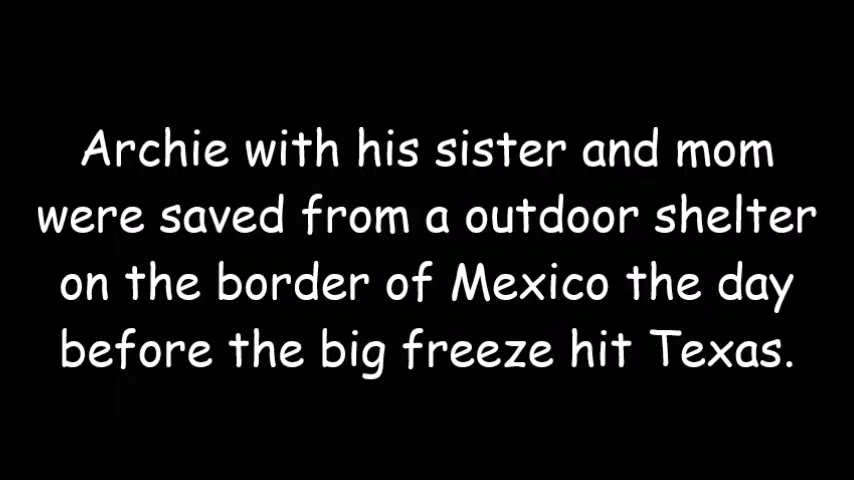 Archie with his sister and mom
were saved from a outdoor shelter
on the border of Mexico the day
before the big freeze hit Texas.